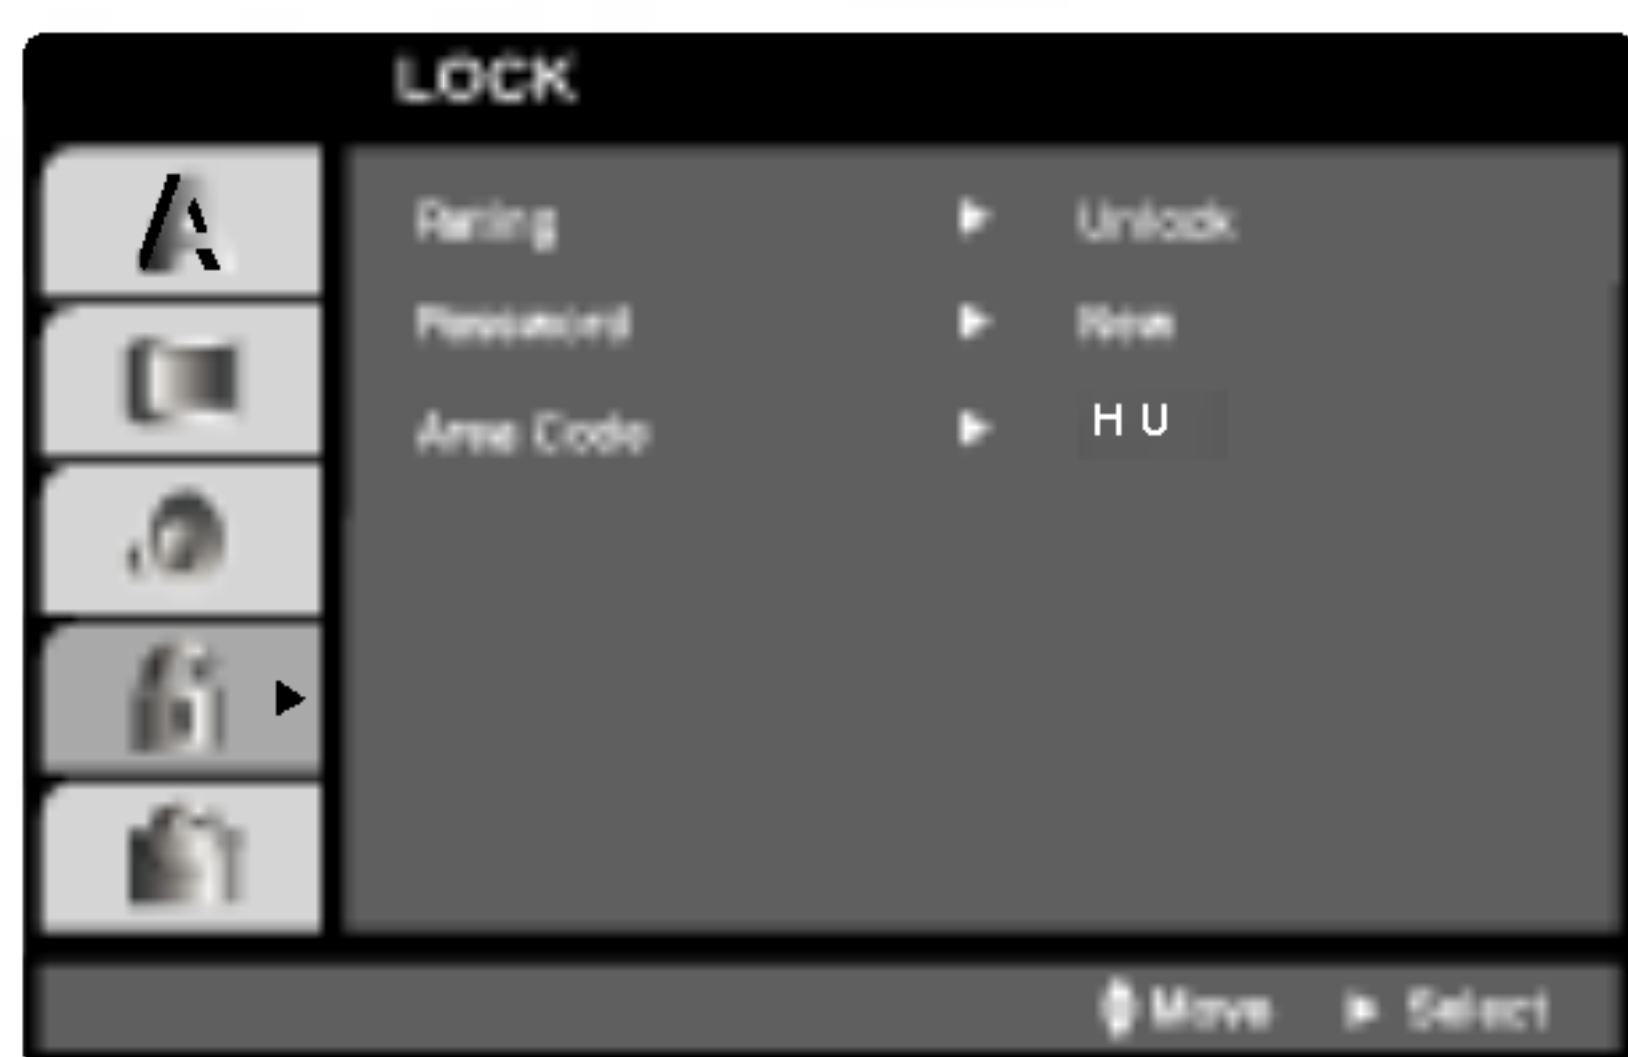 LOCK
A
Rating ► Unlock
Password ► New
Area Code ► H U
Move ► Select